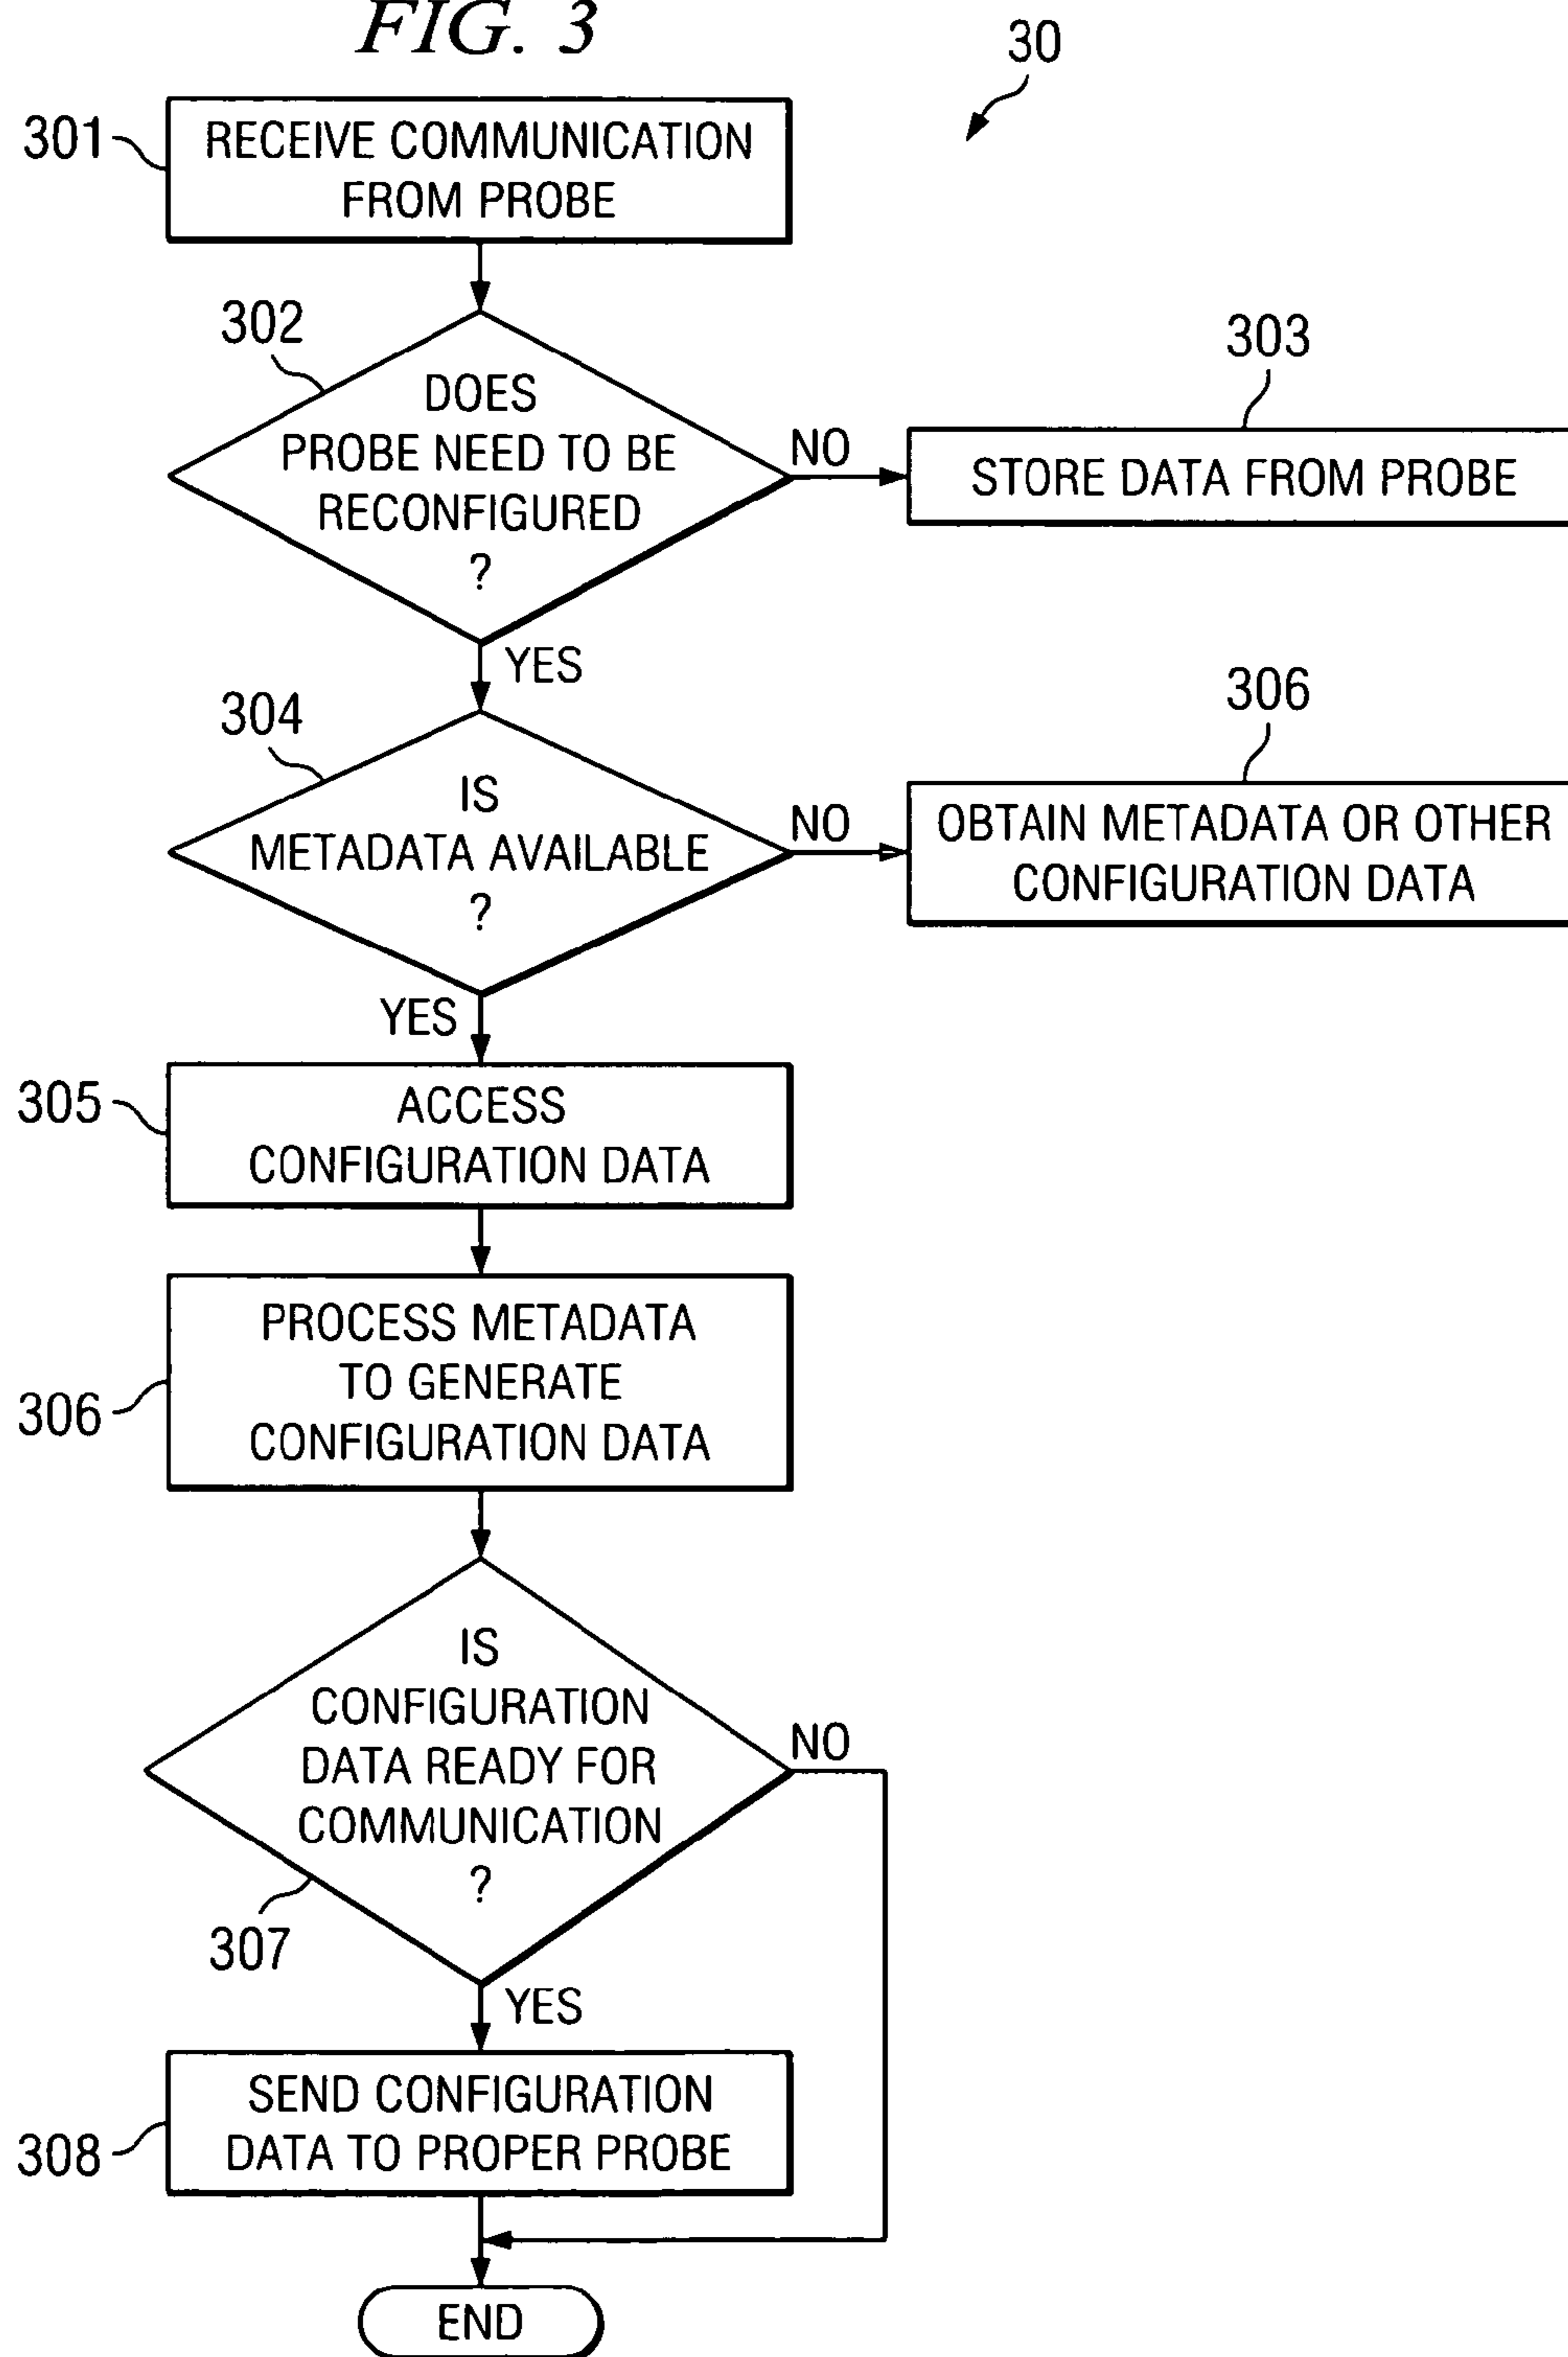 FIG. 3
30
301
RECEIVE COMMUNICATION
FROM PROBE
302
DOES
PROBE NEED TO BE
RECONFIGURED
?
NO
303
STORE DATA FROM PROBE
YES
304
IS
METADATA AVAILABLE
?
NO
306
OBTAIN METADATA OR OTHER
CONFIGURATION DATA
YES
305
ACCESS
CONFIGURATION DATA
306
PROCESS METADATA
TO GENERATE
CONFIGURATION DATA
IS
CONFIGURATION
DATA READY FOR
COMMUNICATION
?
NO
307
YES
308
SEND CONFIGURATION
DATA TO PROPER PROBE
END